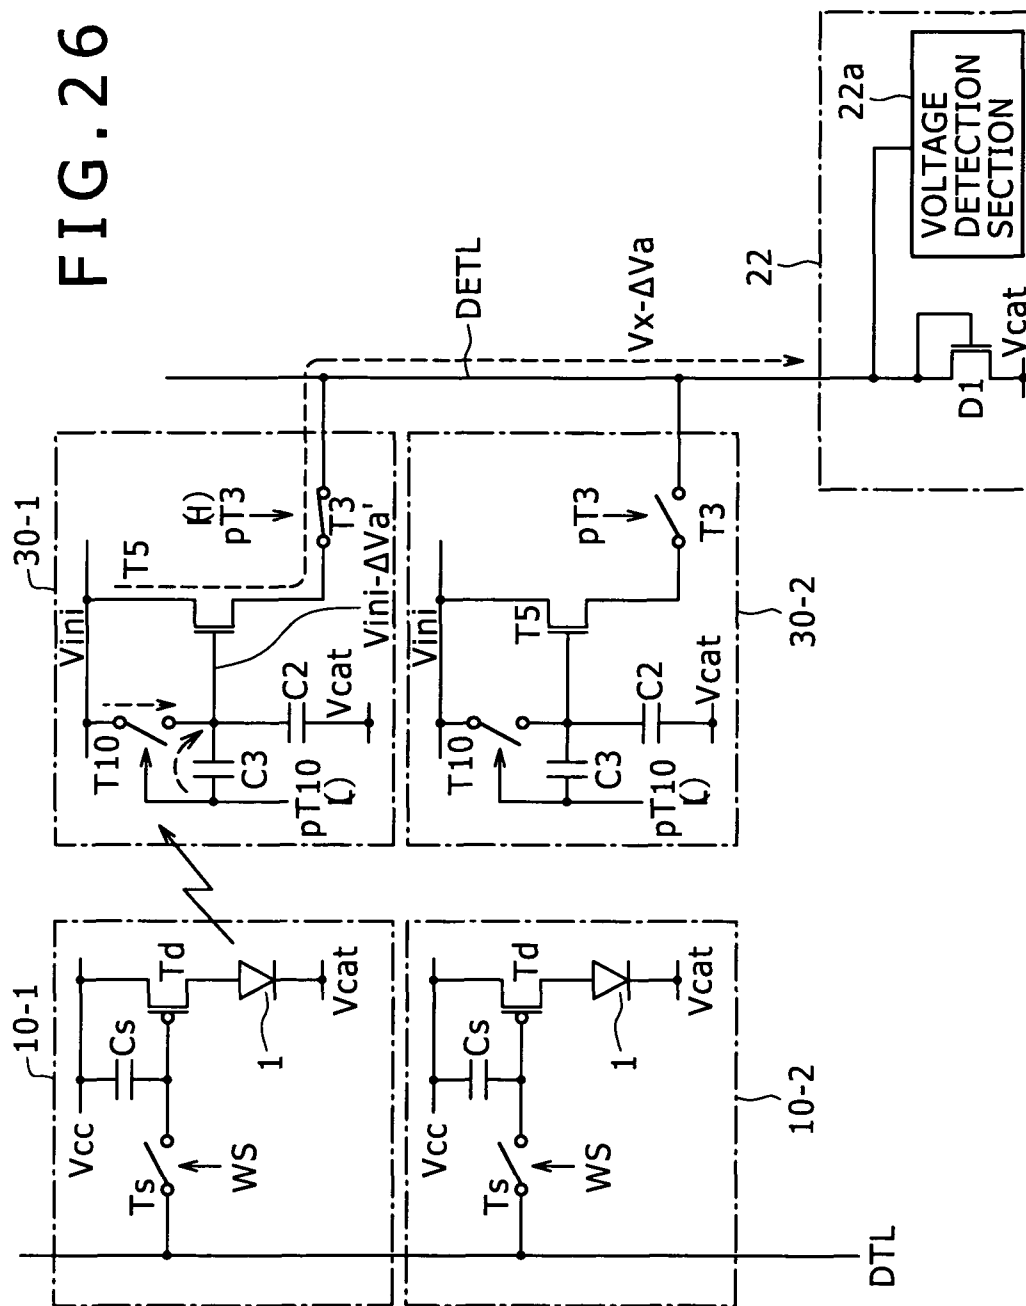 FIG.26
10-1
Vcc
Cs
Td
Ts
WS
1
Vcat
30-1
Vini
T10
T5
(H)
pT3
T3
C3
C2
pT10
(L)
Vcat
Vini-ΔVa'
DETL
Vx-ΔVa
10-2
Vcc
Cs
Td
Ts
WS
1
Vcat
DTL
30-2
Vini
T10
T5
pT3
T3
C3
C2
pT10
(L)
Vcat
22
22a
VOLTAGE
DETECTION
SECTION
D1
Vcat